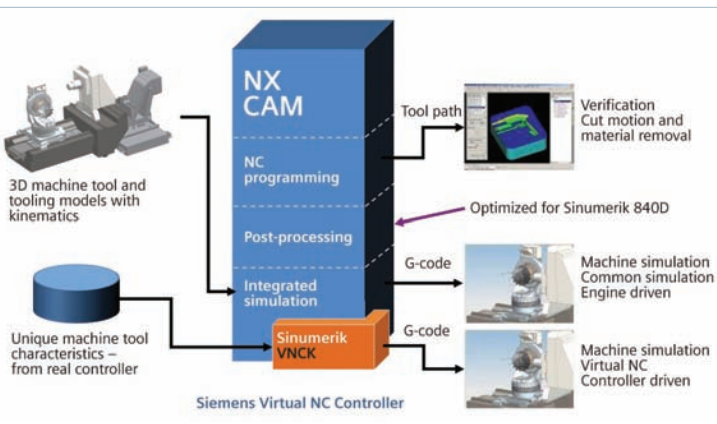 NX
CAM
NC
programming
Post-processing
Integrated
simulation
Sinumerik
VNCK
3D machine tool and
tooling models with
kinematics
Unique machine tool
characteristics –
from real controller
Tool path
Verification
Cut motion and
material removal
Optimized for Sinumerik 840D
G-code
Machine simulation
Common simulation
Engine driven
G-code
Machine simulation
Virtual NC
Controller driven
Siemens Virtual NC Controller